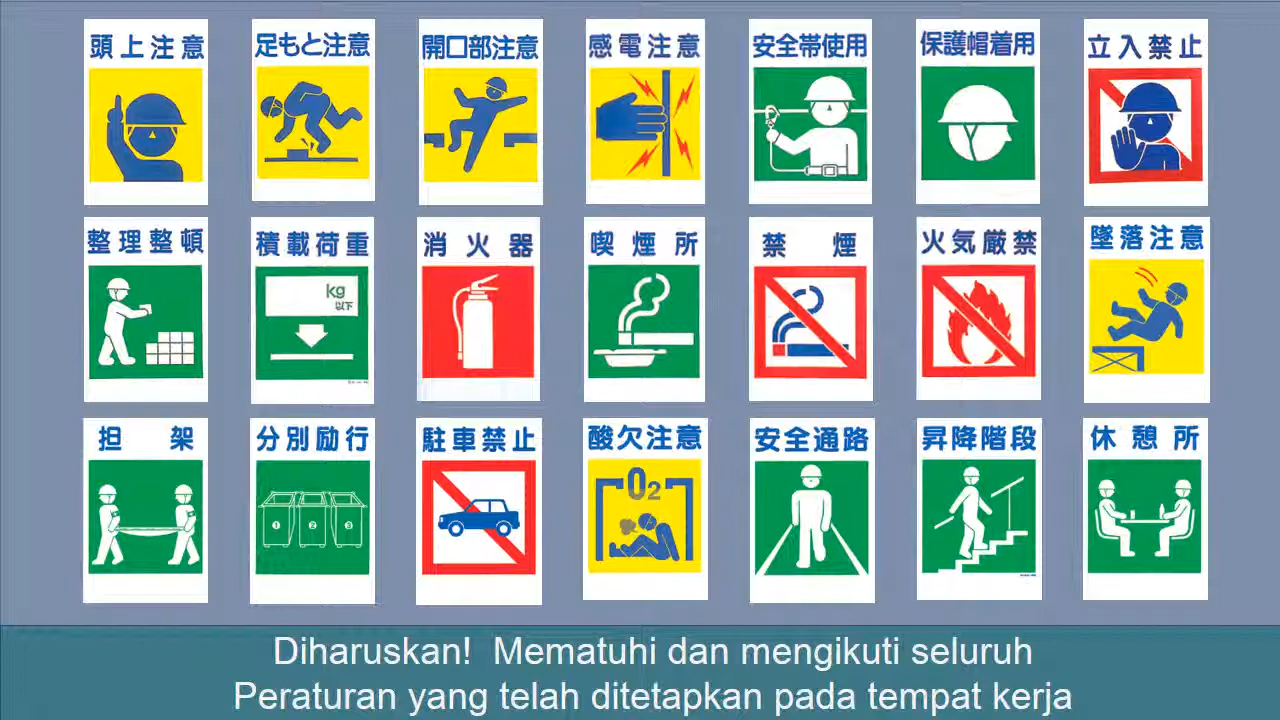 頭上注意
足もと注意
開口部注意
感電注意
安全帯使用
保護帽着用
立入禁止
整理整頓
積載荷重
kg
以下
消火器
喫煙所
禁煙
火気厳禁
墜落注意
担架
分別励行
1 2 3
駐車禁止
酸欠注意
O2
安全通路
昇降階段
休憩所
Diharuskan!  Mematuhi dan mengikuti seluruh
Peraturan yang telah ditetapkan pada tempat kerja